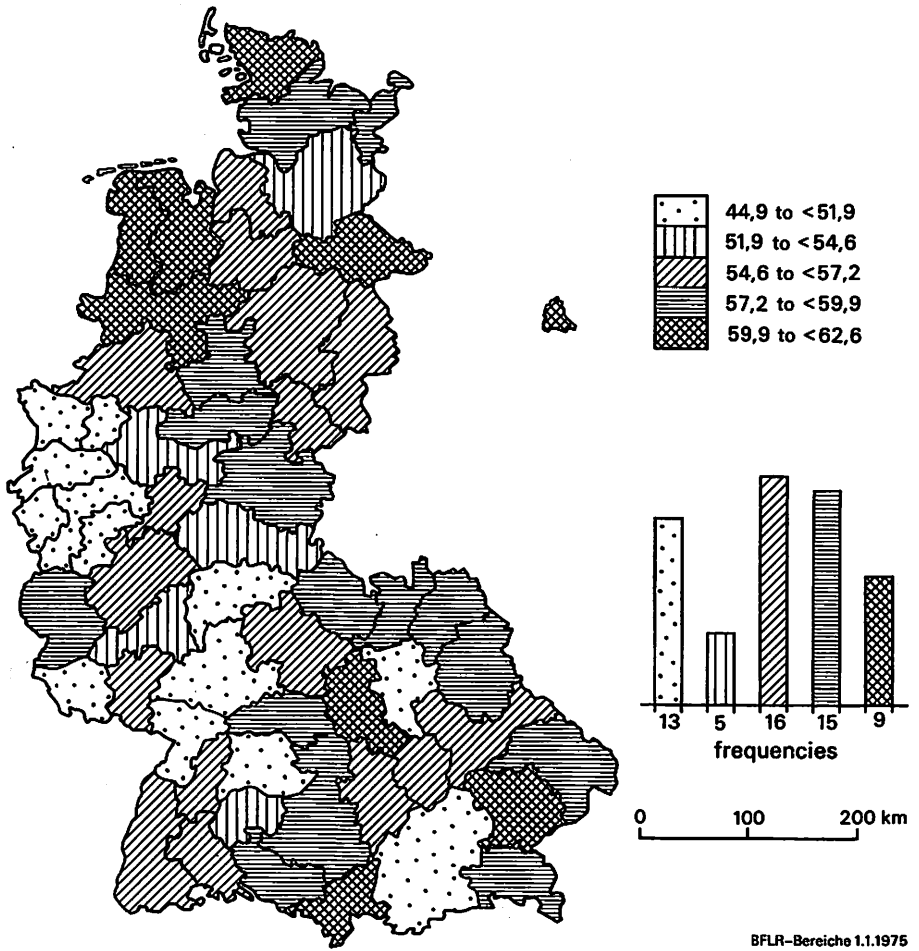 44,9 to <51,9
51,9 to <54,6
54,6 to <57,2
57,2 to <59,9
59,9 to <62,6
13 5 16 15 9
frequencies
0 100 200 km
BFLR-Bereiche 1.1.1975